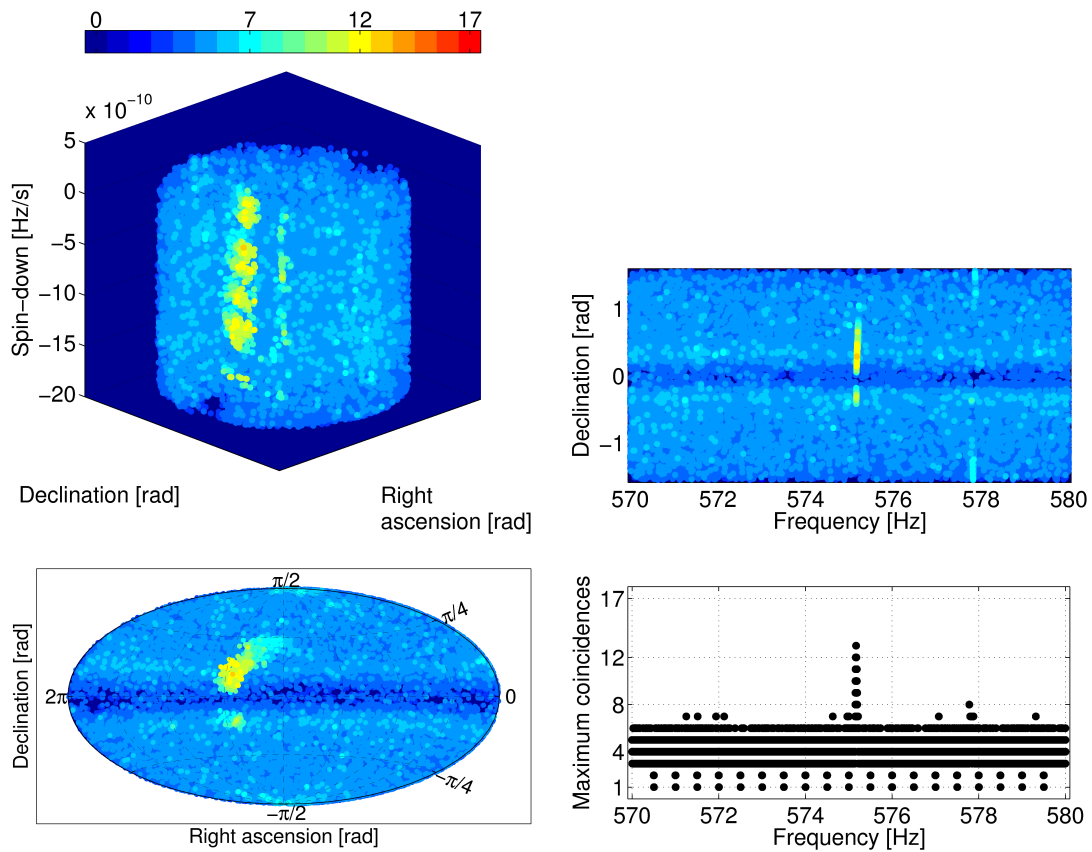 0 7 12 17
x 10⁻¹⁰
5
0
−5
−10
−15
−20
Spin−down [Hz/s]
Declination [rad]
Right
ascension [rad]
1
0
−1
Declination [rad]
570 572 574 576 578 580
Frequency [Hz]
π/2
π/4
2π
0
−π/4
−π/2
Declination [rad]
Right ascension [rad]
17
12
8
4
1
Maximum coincidences
570 572 574 576 578 580
Frequency [Hz]